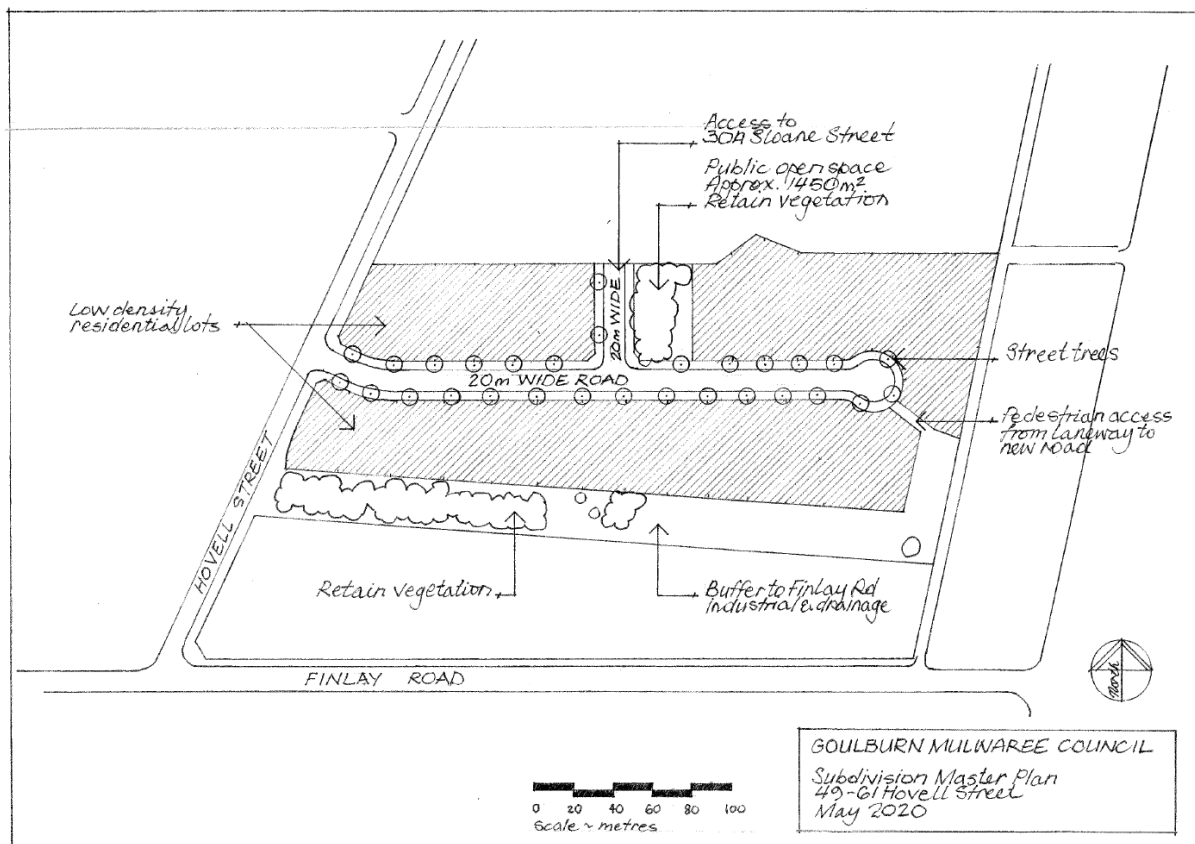 Access to
30A Sloane Street
Public open space
Approx. 1450m²
Retain vegetation
Low density
residential lots
20m WIDE
Street trees
20m WIDE ROAD
Pedestrian access
from laneway to
new road
HOVELL STREET
Retain vegetation
Buffer to Finlay Rd
industrial & drainage
FINLAY ROAD
North
GOULBURN MULWAREE COUNCIL
Subdivision Master Plan
49-61 Hovell Street
May 2020
0 20 40 60 80 100
Scale ~ metres